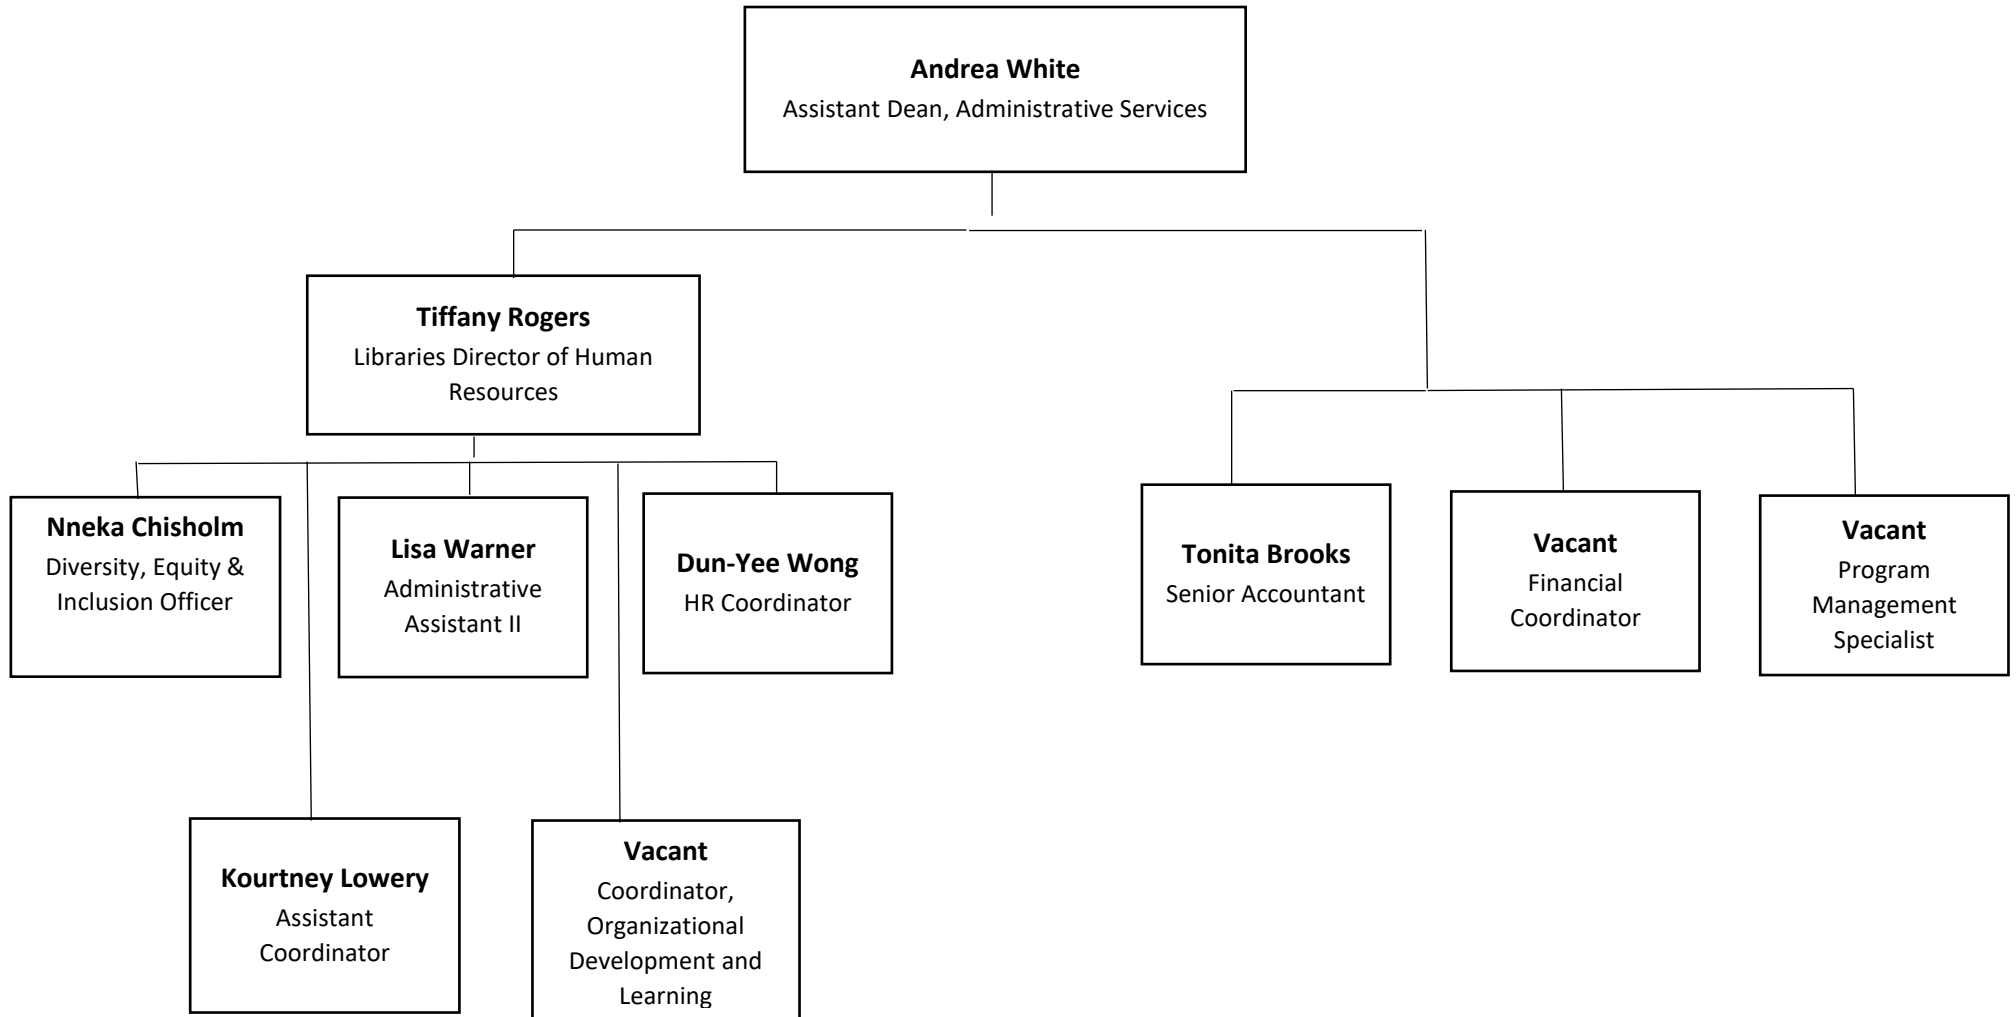 Andrea White
Assistant Dean, Administrative Services
Tiffany Rogers
Libraries Director of Human
Resources
Nneka Chisholm
Diversity, Equity &
Inclusion Officer
Lisa Warner
Administrative
Assistant II
Dun-Yee Wong
HR Coordinator
Tonita Brooks
Senior Accountant
Vacant
Financial
Coordinator
Vacant
Program
Management
Specialist
Kourtney Lowery
Assistant
Coordinator
Vacant
Coordinator,
Organizational
Development and
Learning